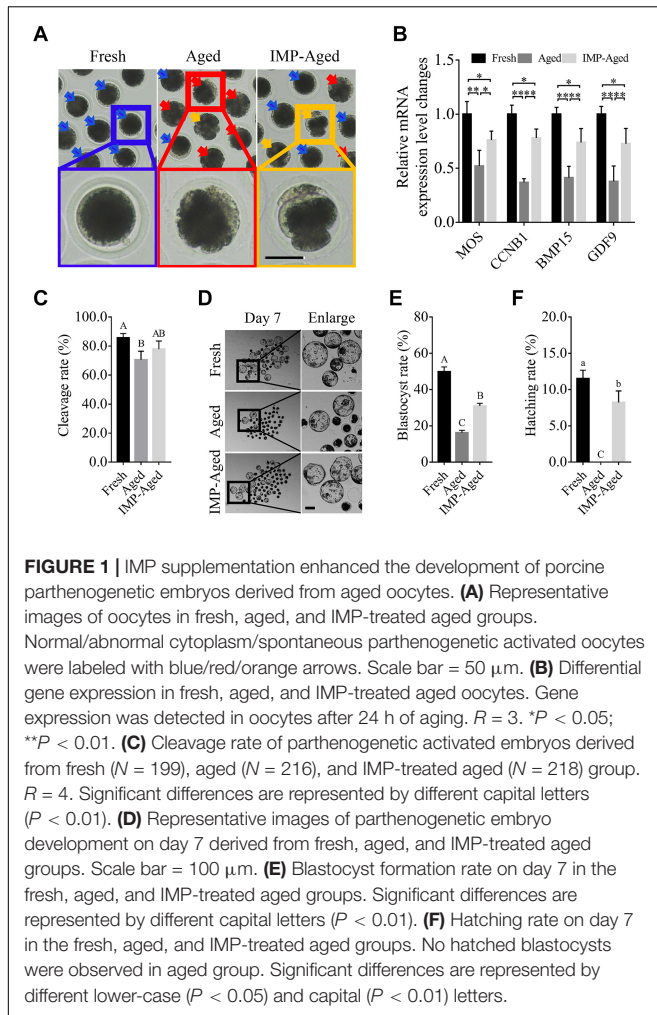 A
Fresh Aged IMP-Aged
B
Fresh Aged IMP-Aged
Relative mRNA
expression level changes
1.5
1.0
0.5
0.0
* * * *
** * **** **** ****
MOS CCNB1 BMP15 GDF9
C
Cleavage rate (%)
100.0
80.0
60.0
40.0
20.0
0.0
A B AB
Fresh Aged IMP-Aged
D
Day 7 Enlarge
Fresh
Aged
IMP-Aged
E
Blastocyst rate (%)
80.0
60.0
40.0
20.0
0.0
A C B
Fresh Aged IMP-Aged
F
Hatching rate (%)
20.0
15.0
10.0
5.0
0.0
a C b
Fresh Aged IMP-Aged
FIGURE 1 | IMP supplementation enhanced the development of porcine
parthenogenetic embryos derived from aged oocytes. (A) Representative
images of oocytes in fresh, aged, and IMP-treated aged groups.
Normal/abnormal cytoplasm/spontaneous parthenogenetic activated oocytes
were labeled with blue/red/orange arrows. Scale bar = 50 μm. (B) Differential
gene expression in fresh, aged, and IMP-treated aged oocytes. Gene
expression was detected in oocytes after 24 h of aging. R = 3. *P < 0.05;
**P < 0.01. (C) Cleavage rate of parthenogenetic activated embryos derived
from fresh (N = 199), aged (N = 216), and IMP-treated aged (N = 218) group.
R = 4. Significant differences are represented by different capital letters
(P < 0.01). (D) Representative images of parthenogenetic embryo
development on day 7 derived from fresh, aged, and IMP-treated aged
groups. Scale bar = 100 μm. (E) Blastocyst formation rate on day 7 in the
fresh, aged, and IMP-treated aged groups. Significant differences are
represented by different capital letters (P < 0.01). (F) Hatching rate on day 7
in the fresh, aged, and IMP-treated aged groups. No hatched blastocysts
were observed in aged group. Significant differences are represented by
different lower-case (P < 0.05) and capital (P < 0.01) letters.